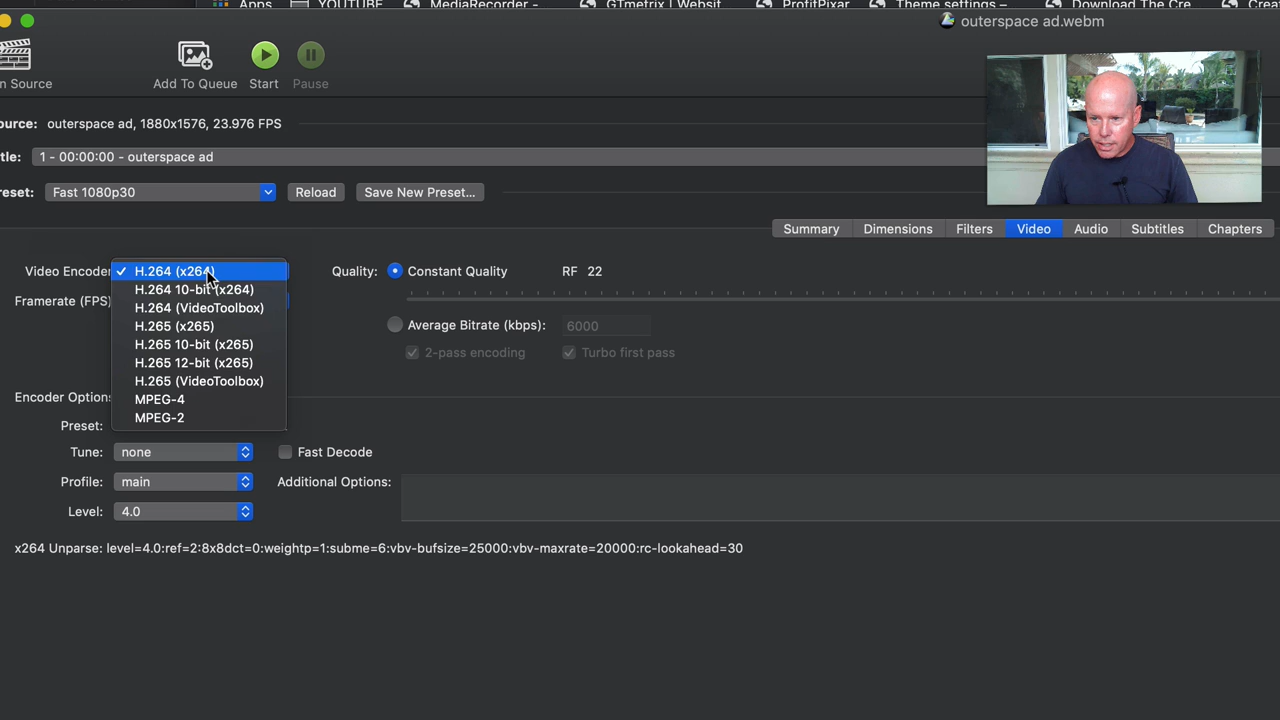 Apps YOUTUBE MediaRecorder - GTmetrix | Websit ProfitPixar Theme settings – Download The Cre Crea
outerspace ad.webm
n Source Add To Queue Start Pause
ource: outerspace ad, 1880x1576, 23.976 FPS
tle: 1 - 00:00:00 - outerspace ad
reset: Fast 1080p30 Reload Save New Preset...
Summary Dimensions Filters Video Audio Subtitles Chapters
Video Encoder H.264 (x264) Quality: Constant Quality RF 22
H.264 10-bit (x264)
Framerate (FPS) H.264 (VideoToolbox)
H.265 (x265) Average Bitrate (kbps): 6000
H.265 10-bit (x265) 2-pass encoding Turbo first pass
H.265 12-bit (x265)
H.265 (VideoToolbox)
Encoder Option MPEG-4
MPEG-2
Preset:
Tune: none Fast Decode
Profile: main Additional Options:
Level: 4.0
x264 Unparse: level=4.0:ref=2:8x8dct=0:weightp=1:subme=6:vbv-bufsize=25000:vbv-maxrate=20000:rc-lookahead=30